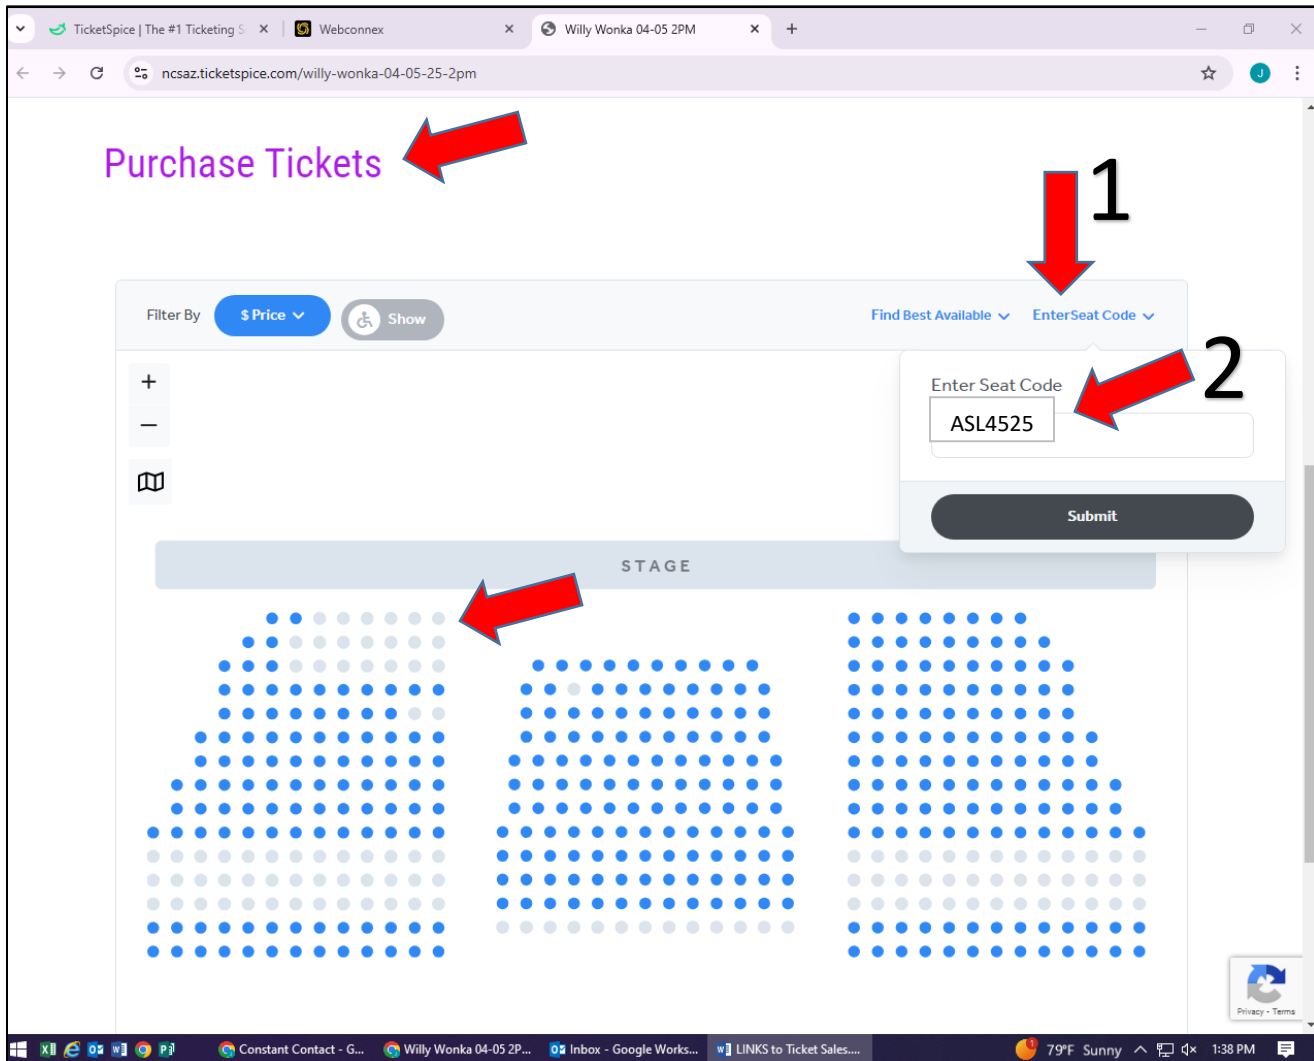 TicketSpice | The #1 Ticketing S
Webconnex
Willy Wonka 04-05 2PM
ncsaz.ticketspice.com/willy-wonka-04-05-25-2pm
J
Purchase Tickets
1
Filter By
$ Price
Show
Find Best Available
EnterSeat Code
2
Enter Seat Code
ASL4525
Submit
STAGE
Privacy - Terms
Constant Contact - G...
Willy Wonka 04-05 2P...
Inbox - Google Works...
LINKS to Ticket Sales....
1
79°F Sunny
1:38 PM